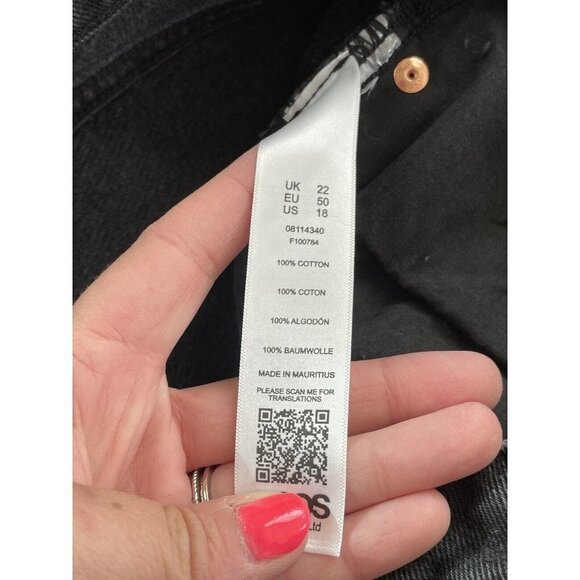 UK 22
EU 50
US 18
08114340
F100784
100% COTTON
100% COTON
100% ALGODÓN
100% BAUMWOLLE
MADE IN MAURITIUS
PLEASE SCAN ME FOR
TRANSLATIONS
Ltd